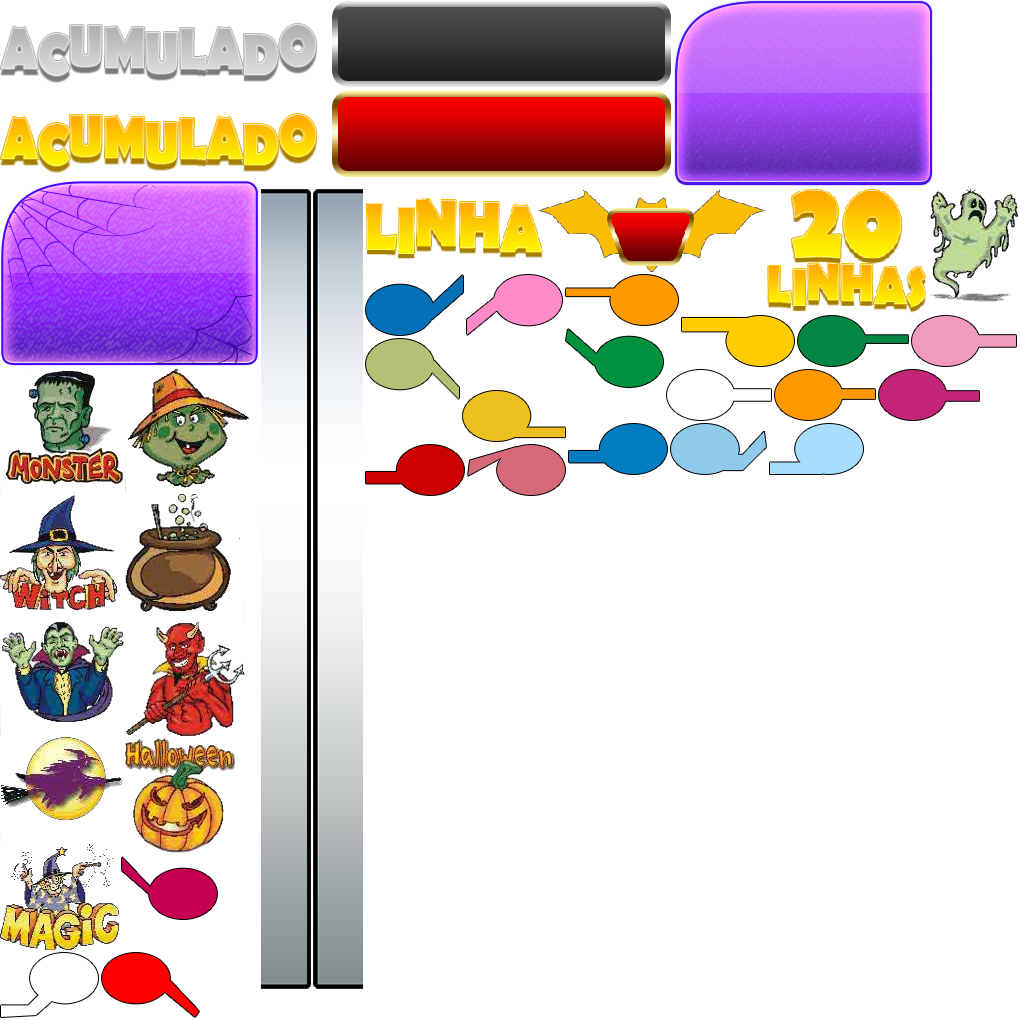 ACUMULADO
ACUMULADO
LINHA
20
LINHAS
MONSTER
WITCH
Halloween
MAGIC